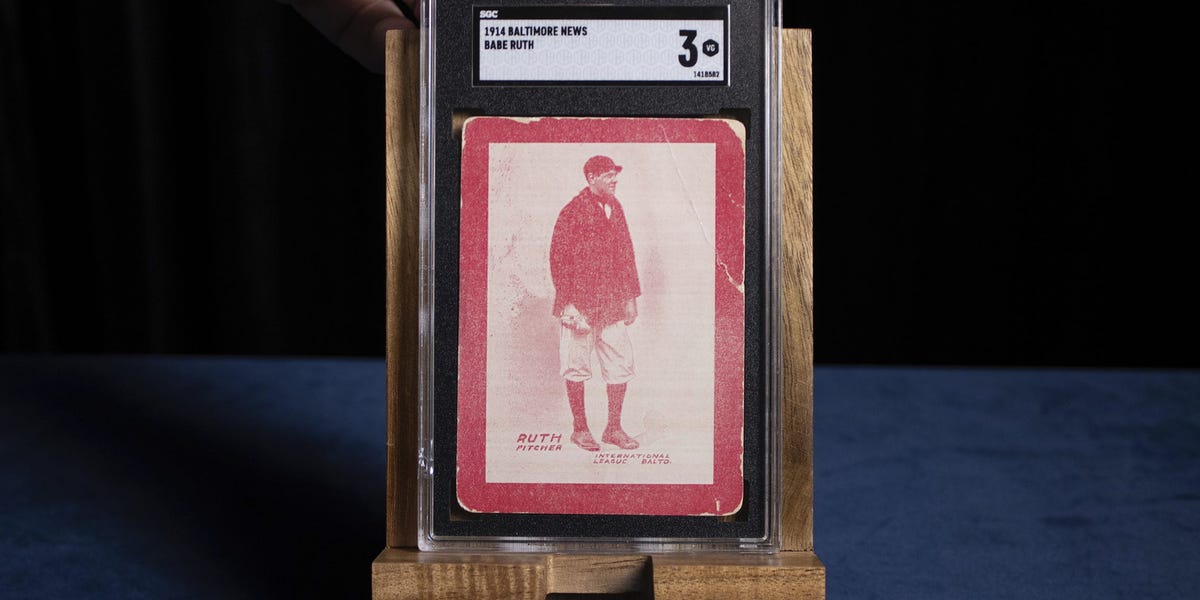 SGC
1914 BALTIMORE NEWS
BABE RUTH
3 VG
1418582
RUTH
PITCHER
INTERNATIONAL
LEAGUE BALTO.